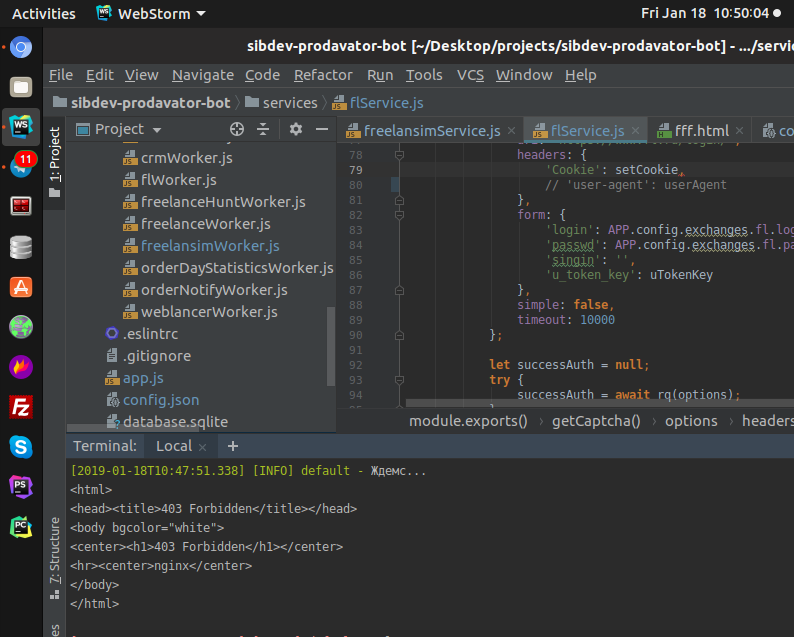 Activities WebStorm Fri Jan 18 10:50:04
sibdev-prodavator-bot [~/Desktop/projects/sibdev-prodavator-bot] - .../servic
File Edit View Navigate Code Refactor Run Tools VCS Window Help
sibdev-prodavator-bot services flService.js
Project freelansimService.js flService.js fff.html co
1: Project
11
crmWorker.js
flWorker.js
freelanceHuntWorker.js
freelanceWorker.js
freelansimWorker.js
orderDayStatisticsWorker.js
orderNotifyWorker.js
weblancerWorker.js
.eslintrc
.gitignore
app.js
config.json
database.sqlite
78 headers: {
79 'Cookie': setCookie,
80 // 'user-agent': userAgent
81 },
82 form: {
83 'login': APP.config.exchanges.fl.log
84 'passwd': APP.config.exchanges.fl.pa
85 'singin': '',
86 'u_token_key': uTokenKey
87 },
88 simple: false,
89 timeout: 10000
90 };
91
92 let successAuth = null;
93 try {
94 successAuth = await rq(options);
module.exports() getCaptcha() options headers
Terminal: Local +
[2019-01-18T10:47:51.338] [INFO] default - Ждемс...
<html>
<head><title>403 Forbidden</title></head>
<body bgcolor="white">
<center><h1>403 Forbidden</h1></center>
<hr><center>nginx</center>
</body>
</html>
7: Structure
WS
PS
PC